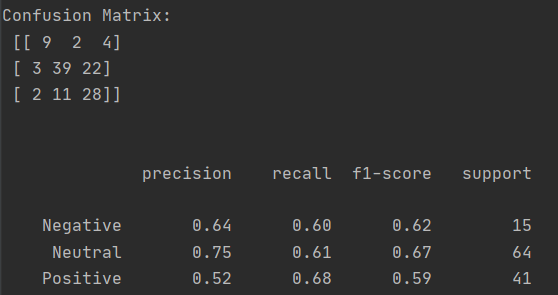 Confusion Matrix:
[[ 9 2 4]
[ 3 39 22]
[ 2 11 28]]
precision recall f1-score support
Negative 0.64 0.60 0.62 15
Neutral 0.75 0.61 0.67 64
Positive 0.52 0.68 0.59 41